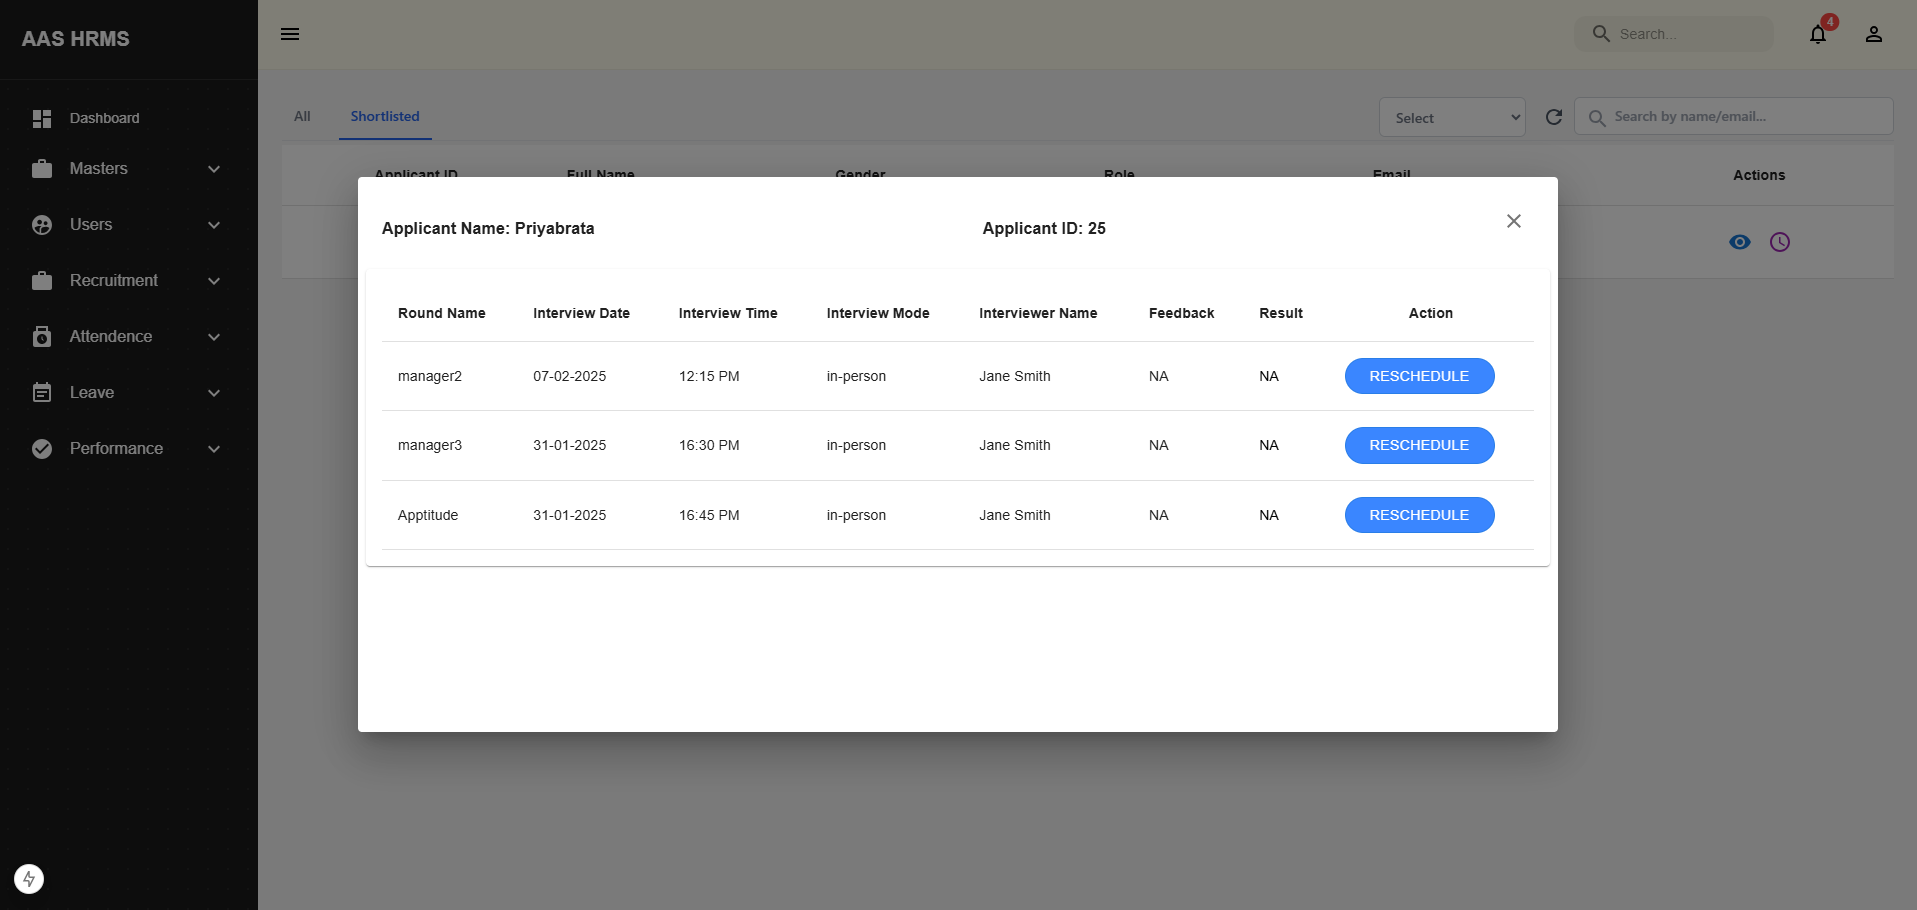 AAS HRMS
Search...
4
Dashboard
Masters
Users
Recruitment
Attendence
Leave
Performance
All
Shortlisted
Select
Search by name/email...
Applicant ID Full Name Gender Role Email Actions
Applicant Name: Priyabrata
Applicant ID: 25
Round Name Interview Date Interview Time Interview Mode Interviewer Name Feedback Result Action
manager2 07-02-2025 12:15 PM in-person Jane Smith NA NA RESCHEDULE
manager3 31-01-2025 16:30 PM in-person Jane Smith NA NA RESCHEDULE
Apptitude 31-01-2025 16:45 PM in-person Jane Smith NA NA RESCHEDULE